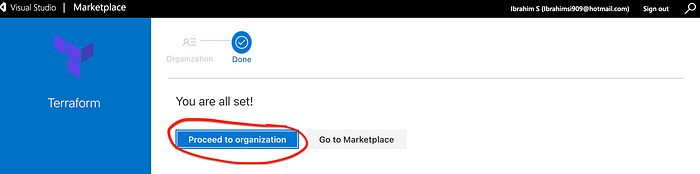 Visual Studio | Marketplace
Ibrahim S (Ibrahimsi909@hotmail.com)
Sign out
Terraform
Organization
Done
You are all set!
Proceed to organization
Go to Marketplace